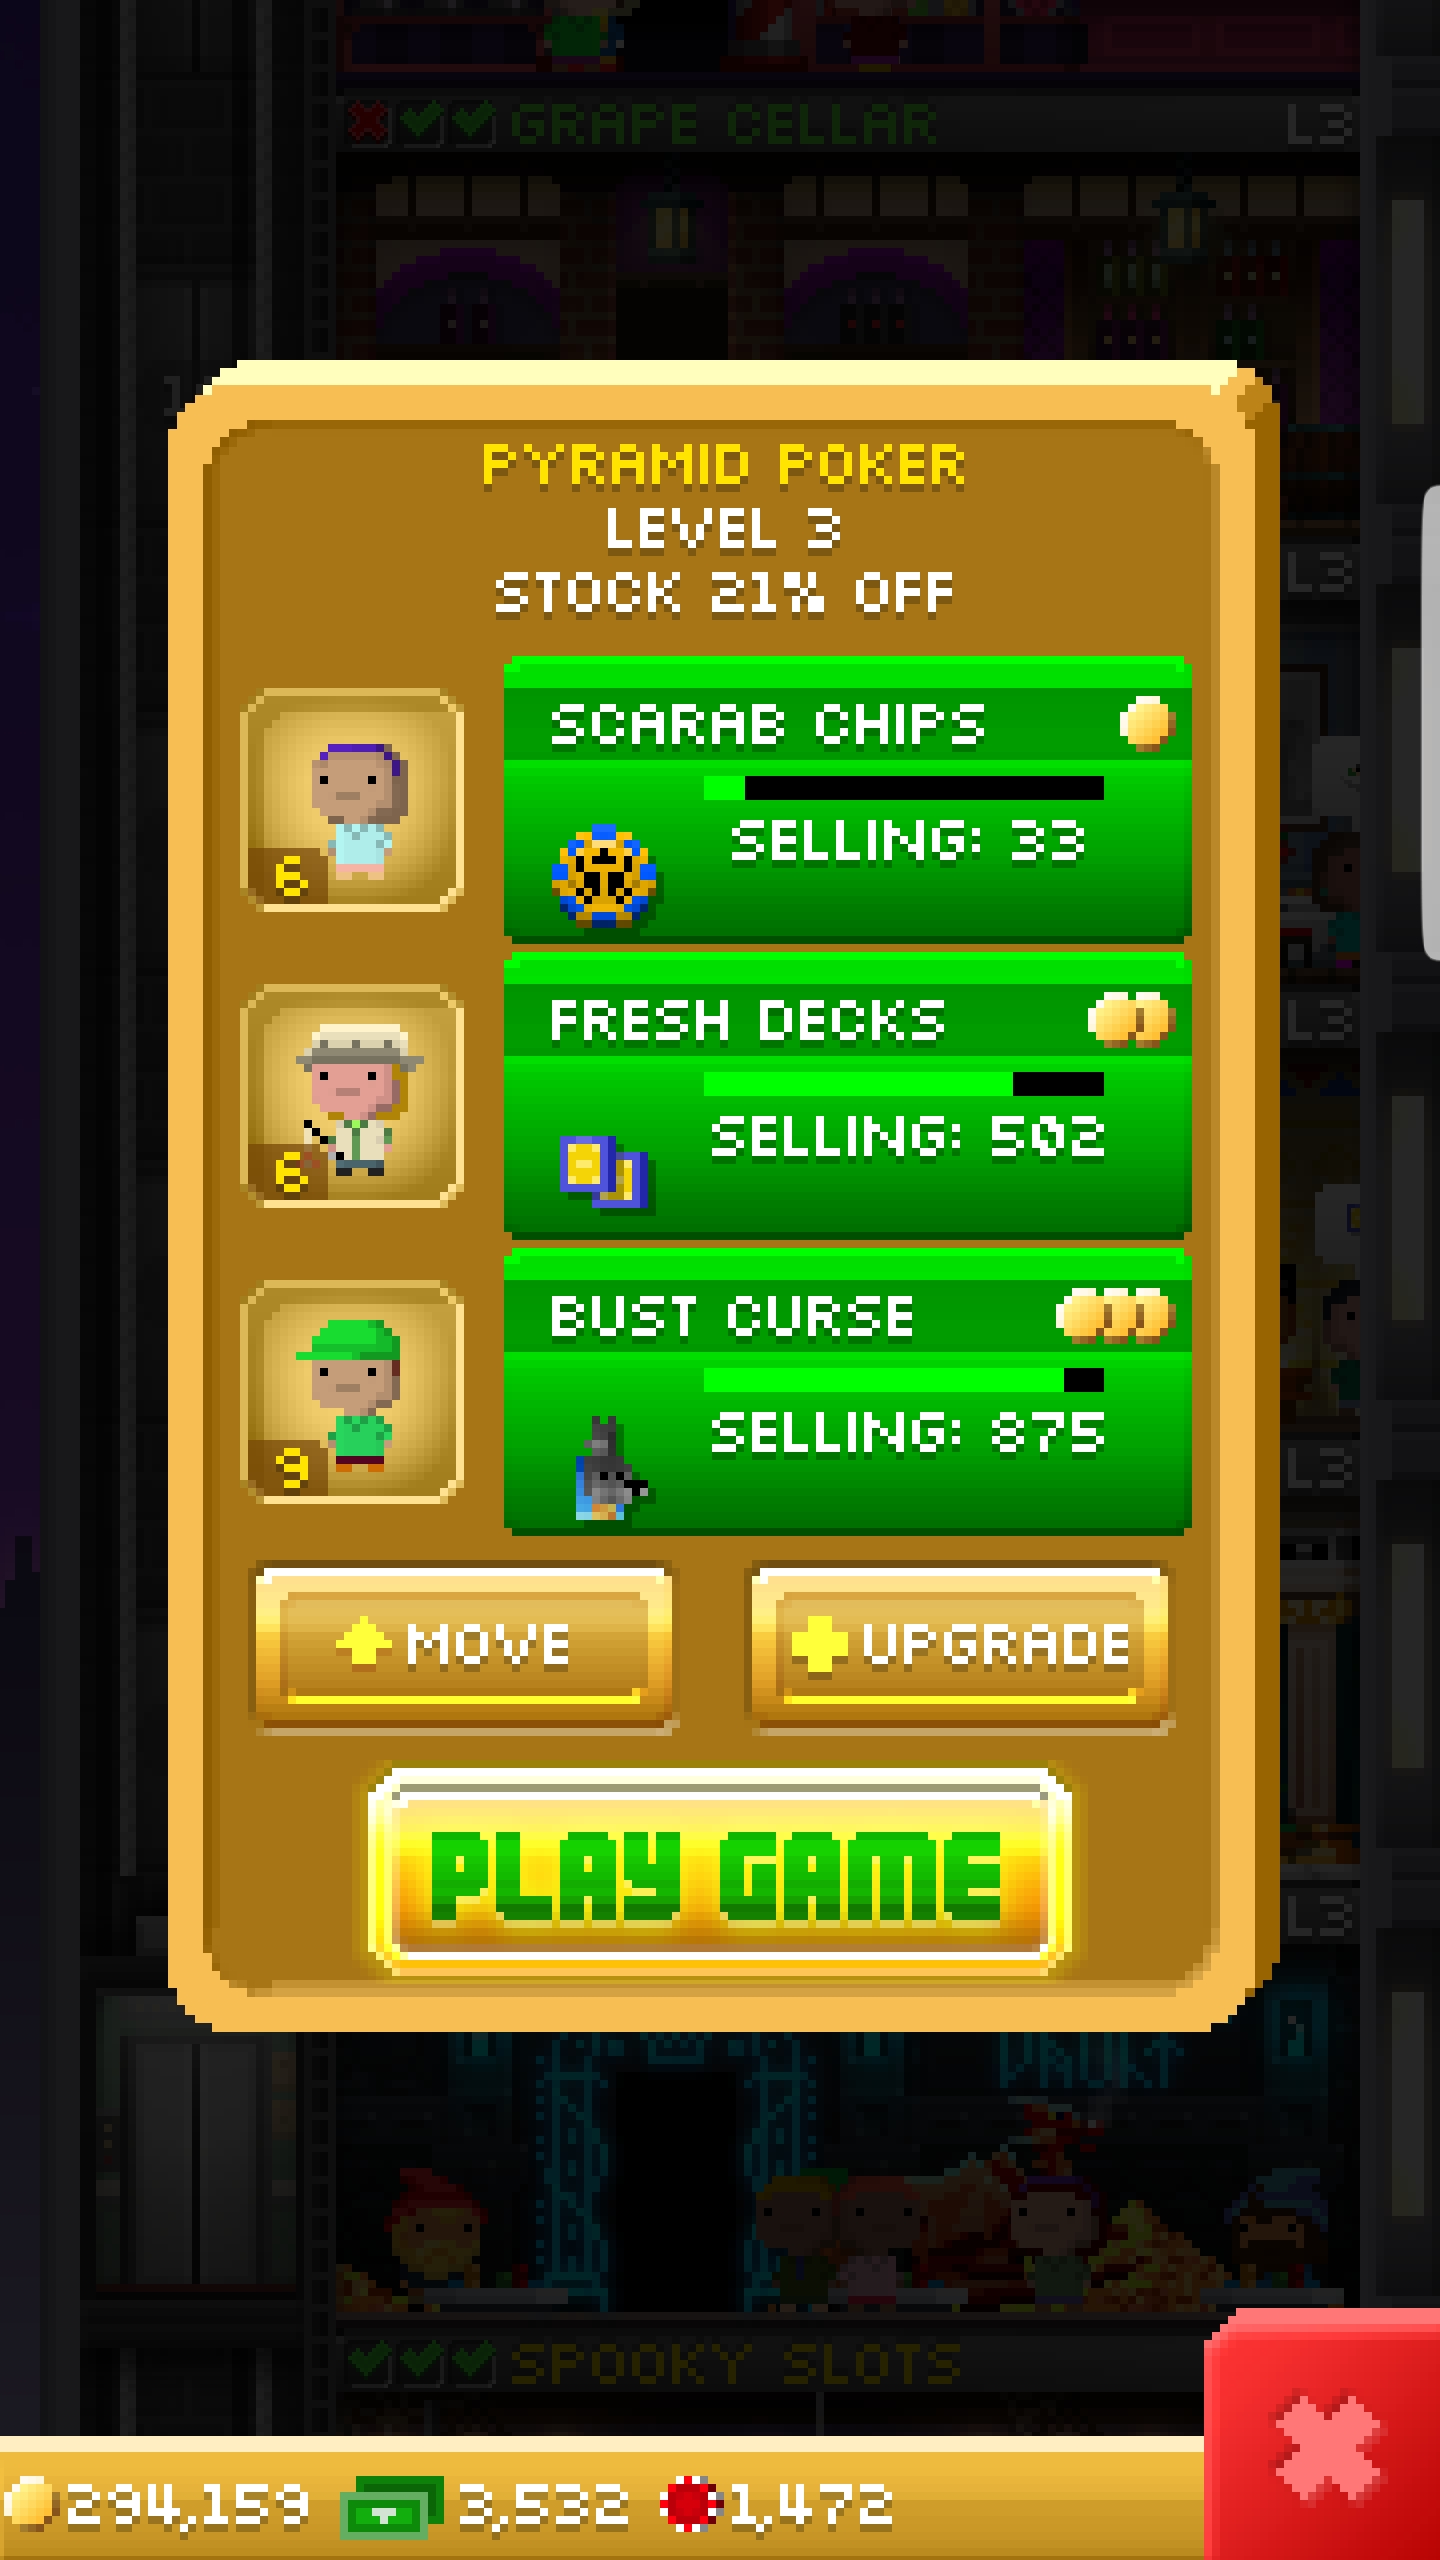 GRAPE CELLAR
L3
PYRAMID POKER
LEVEL 3
STOCK 21% OFF
L3
SCARAB CHIPS
SELLING: 33
6
FRESH DECKS
L3
SELLING: 502
6
BUST CURSE
SELLING: 875
9
L3
MOVE
UPGRADE
PLAY GAME
L3
VAULT
SPOOKY SLOTS
294,159
3,532
1,472